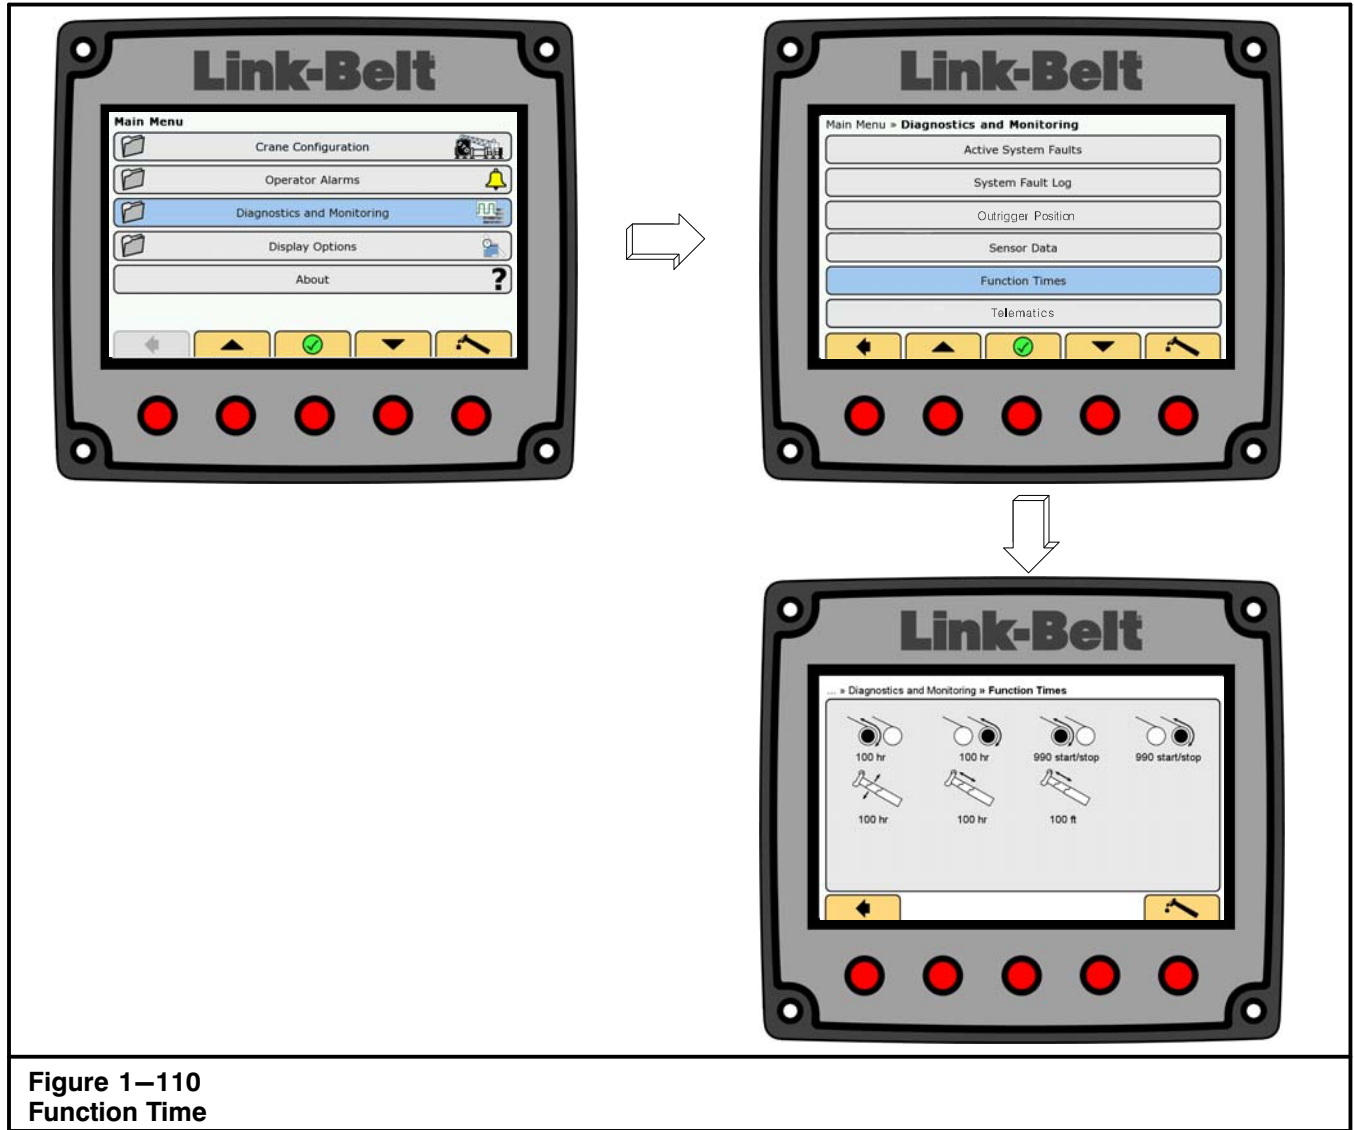 Link-Belt
Main Menu
Crane Configuration
Operator Alarms
Diagnostics and Monitoring
Display Options
About
?
Link-Belt
Main Menu » Diagnostics and Monitoring
Active System Faults
System Fault Log
Outrigger Position
Sensor Data
Function Times
Telematics
Link-Belt
... » Diagnostics and Monitoring » Function Times
100 hr 100 hr 990 start/stop 990 start/stop
100 hr 100 hr 100 ft
Figure 1–110
Function Time